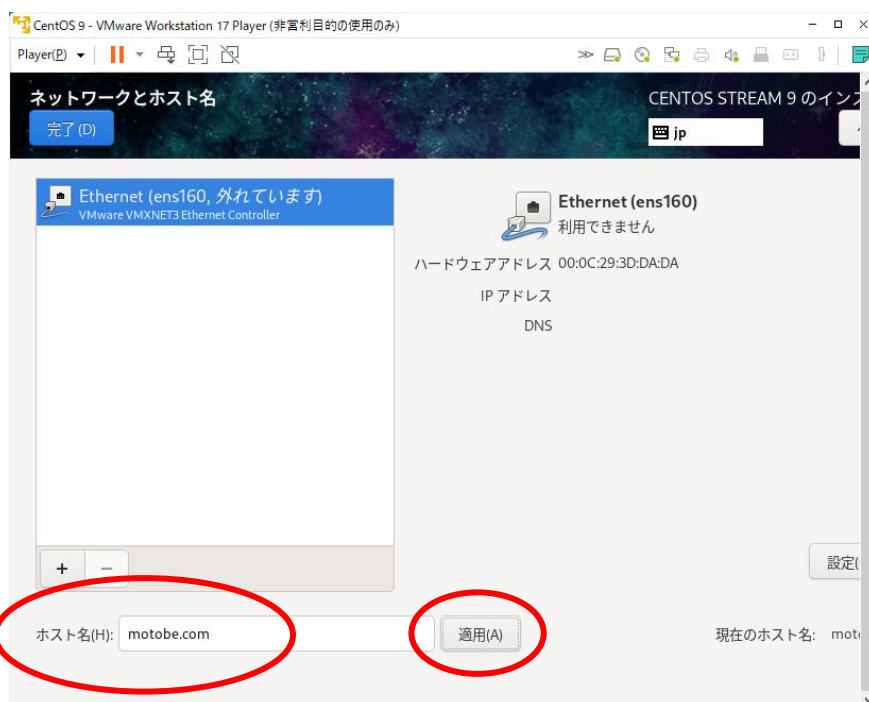 CentOS 9 - VMware Workstation 17 Player (非営利目的の使用のみ)
Player(P)
ネットワークとホスト名
CENTOS STREAM 9 のインス
完了 (D)
jp
Ethernet (ens160, 外れています)
VMware VMXNET3 Ethernet Controller
Ethernet (ens160)
利用できません
ハードウェアアドレス 00:0C:29:3D:DA:DA
IP アドレス
DNS
設定(
ホスト名(H): motobe.com
適用(A)
現在のホスト名: moto